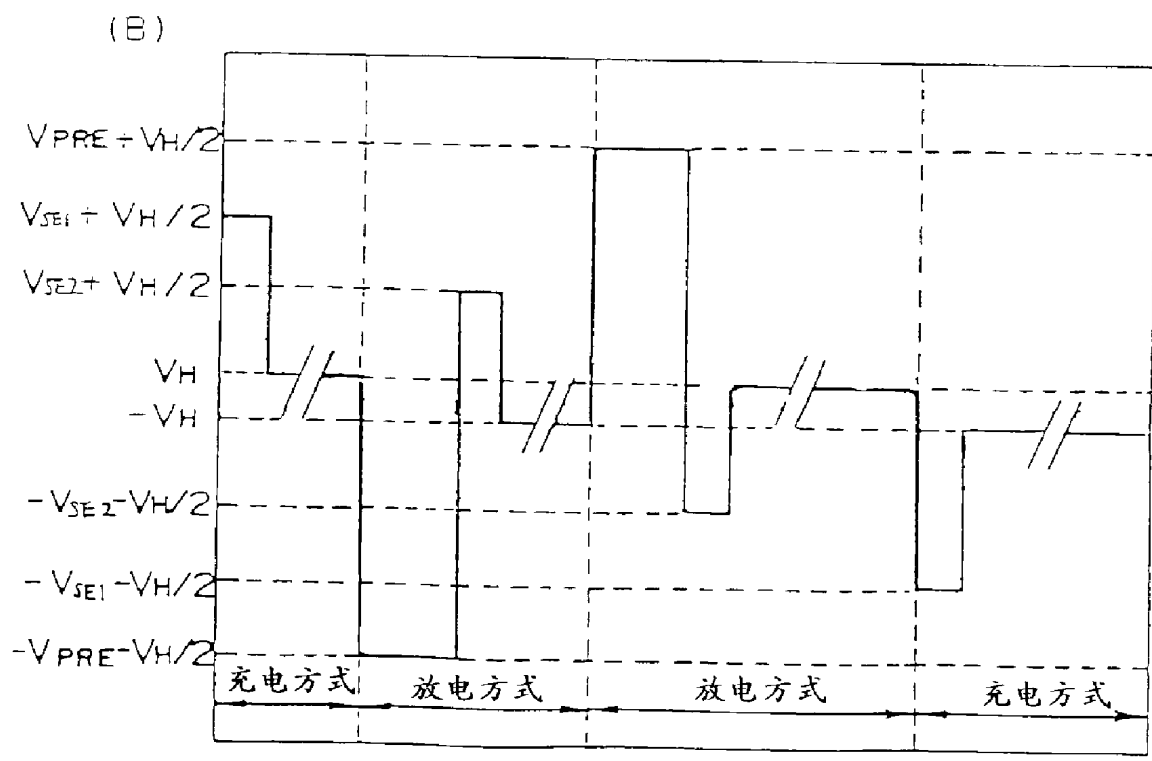 (B)
VPRE+VH/2
VSE1+VH/2
VSE2+VH/2
VH
-VH
-VSE2-VH/2
-VSE1-VH/2
-VPRE-VH/2
充电方式 放电方式 放电方式 充电方式